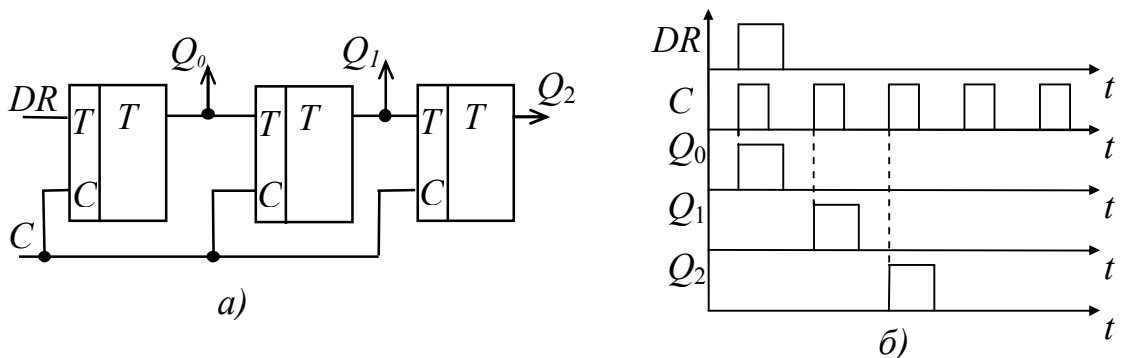 Q0 Q1 Q2
DR T T T T T T
C C C
C
а)
DR t
C t
Q0 t
Q1 t
Q2 t
б)